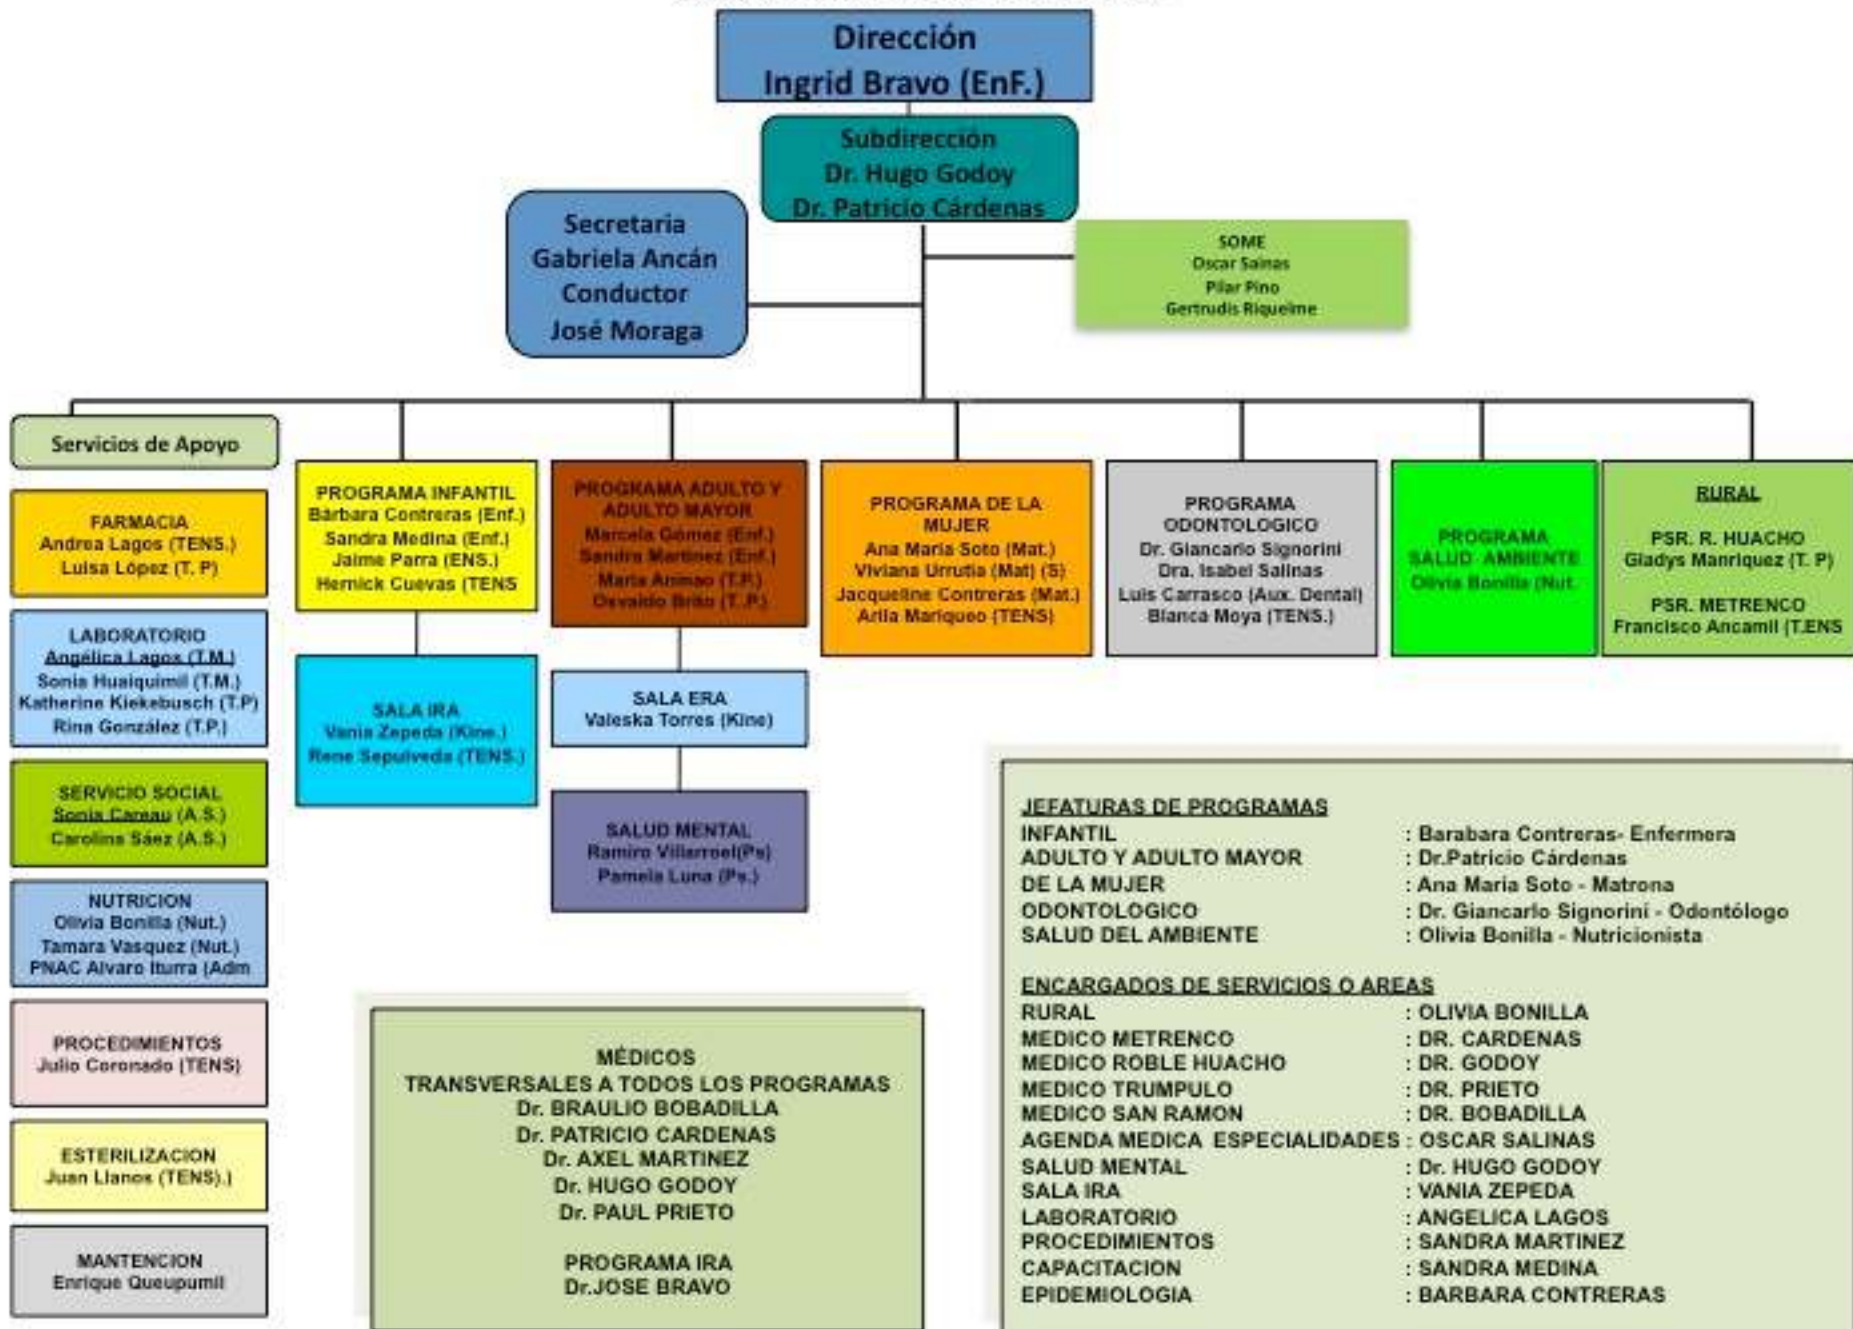 Dirección
Ingrid Bravo (EnF.)
Subdirección
Dr. Hugo Godoy
Dr. Patricio Cárdenas
Secretaria
Gabriela Ancán
Conductor
José Moraga
SOME
Oscar Sainas
Pilar Pino
Gertrudis Riquelme
Servicios de Apoyo
FARMACIA
Andrea Lagos (TENS.)
Luisa López (T. P)
LABORATORIO
Angélica Lagos (T.M.)
Sonia Huaiquimil (T.M.)
Katherine Kiekebusch (T.P)
Rina González (T.P.)
SERVICIO SOCIAL
Sonia Careau (A.S.)
Carolina Sáez (A.S.)
NUTRICION
Olivia Bonilla (Nut.)
Tamara Vasquez (Nut.)
PNAC Alvaro Iturra (Adm
PROCEDIMIENTOS
Julio Coronado (TENS)
ESTERILIZACION
Juan Llanos (TENS).)
MANTENCION
Enrique Queupumil
PROGRAMA INFANTIL
Bárbara Contreras (Enf.)
Sandra Medina (Enf.)
Jaime Parra (ENS.)
Hernick Cuevas (TENS
SALA IRA
Vania Zepeda (Kine.)
Rene Sepulveda (TENS.)
PROGRAMA ADULTO Y
ADULTO MAYOR
Marcela Gómez (Enf.)
Sandra Martinez (Enf.)
Maria Animao (T.P.)
Osvaldo Brito (T..P.)
SALA ERA
Valeska Torres (Kine)
SALUD MENTAL
Ramiro Villarroel(Ps)
Pamela Luna (Ps.)
PROGRAMA DE LA
MUJER
Ana Maria Soto (Mat.)
Viviana Urrutia (Mat) (S)
Jacqueline Contreras (Mat.)
Arila Mariqueo (TENS)
PROGRAMA
ODONTOLOGICO
Dr. Giancarlo Signorini
Dra. Isabel Salinas
Luis Carrasco (Aux. Dental)
Blanca Moya (TENS.)
PROGRAMA
SALUD AMBIENTE
Olivia Bonilla (Nut.
RURAL
PSR. R. HUACHO
Gladys Manriquez (T. P)
PSR. METRENCO
Francisco Ancamil (T.ENS
MÉDICOS
TRANSVERSALES A TODOS LOS PROGRAMAS
Dr. BRAULIO BOBADILLA
Dr. PATRICIO CARDENAS
Dr. AXEL MARTINEZ
Dr. HUGO GODOY
Dr. PAUL PRIETO
PROGRAMA IRA
Dr.JOSE BRAVO
JEFATURAS DE PROGRAMAS
INFANTIL : Barabara Contreras- Enfermera
ADULTO Y ADULTO MAYOR : Dr.Patricio Cárdenas
DE LA MUJER : Ana Maria Soto - Matrona
ODONTOLOGICO : Dr. Giancarlo Signorini - Odontólogo
SALUD DEL AMBIENTE : Olivia Bonilla - Nutricionista
ENCARGADOS DE SERVICIOS O AREAS
RURAL : OLIVIA BONILLA
MEDICO METRENCO : DR. CARDENAS
MEDICO ROBLE HUACHO : DR. GODOY
MEDICO TRUMPULO : DR. PRIETO
MEDICO SAN RAMON : DR. BOBADILLA
AGENDA MEDICA ESPECIALIDADES : OSCAR SALINAS
SALUD MENTAL : Dr. HUGO GODOY
SALA IRA : VANIA ZEPEDA
LABORATORIO : ANGELICA LAGOS
PROCEDIMIENTOS : SANDRA MARTINEZ
CAPACITACION : SANDRA MEDINA
EPIDEMIOLOGIA : BARBARA CONTRERAS